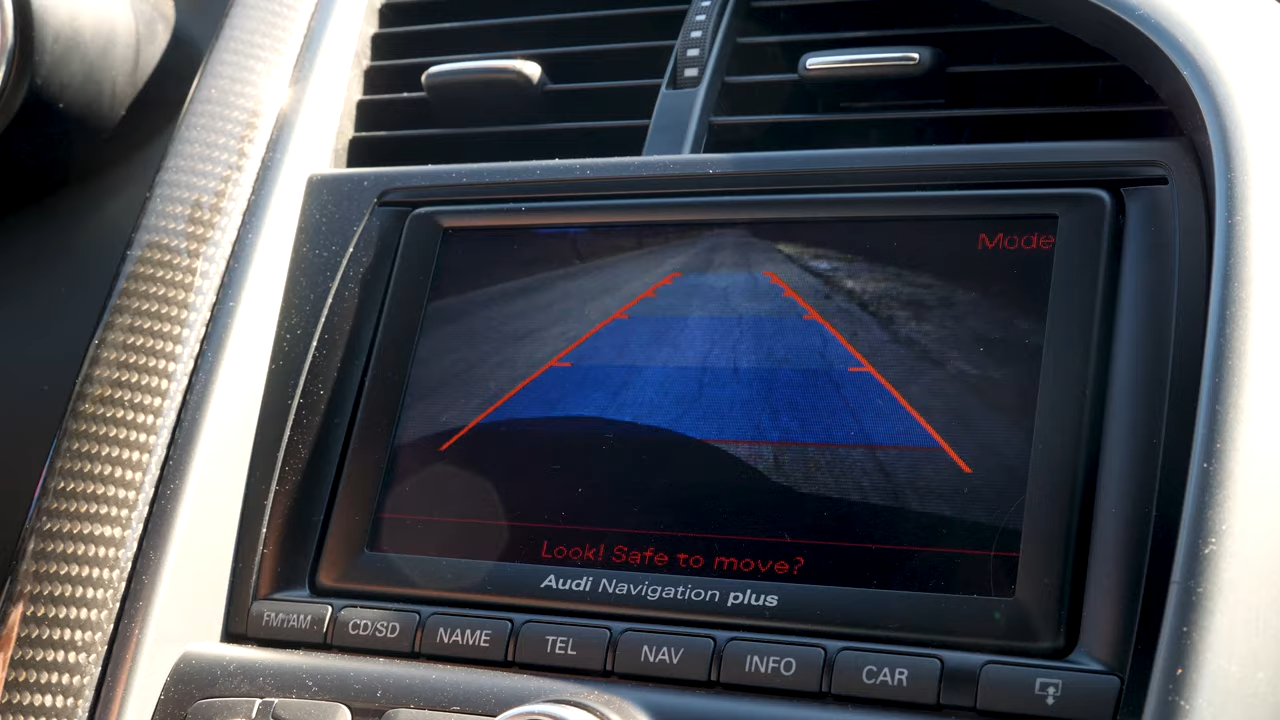 Mode
Look! Safe to move?
Audi Navigation plus
FM/AM
CD/SD
NAME
TEL
NAV
INFO
CAR